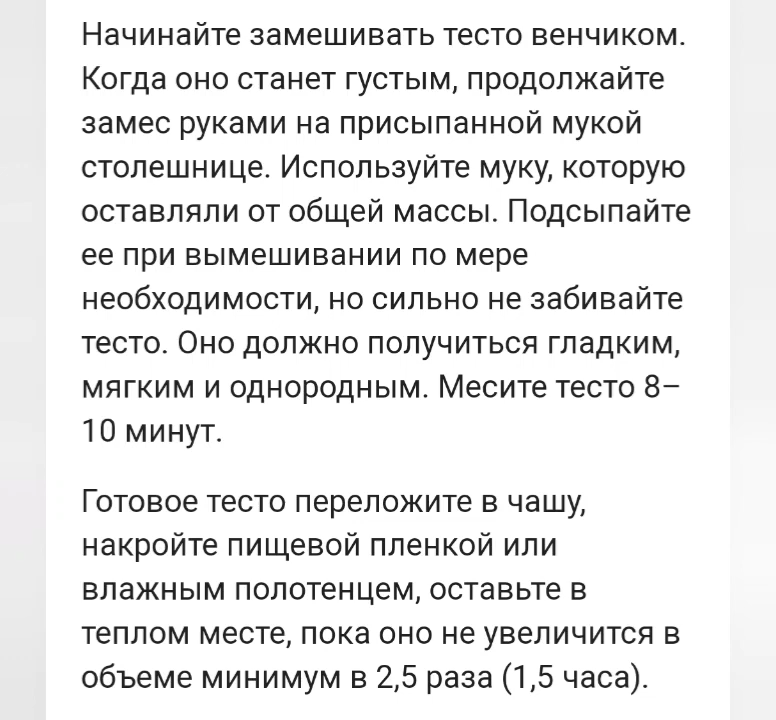 Начинайте замешивать тесто венчиком.
Когда оно станет густым, продолжайте
замес руками на присыпанной мукой
столешнице. Используйте муку, которую
оставляли от общей массы. Подсыпайте
ее при вымешивании по мере
необходимости, но сильно не забивайте
тесто. Оно должно получиться гладким,
мягким и однородным. Месите тесто 8–
10 минут.
Готовое тесто переложите в чашу,
накройте пищевой пленкой или
влажным полотенцем, оставьте в
теплом месте, пока оно не увеличится в
объеме минимум в 2,5 раза (1,5 часа).